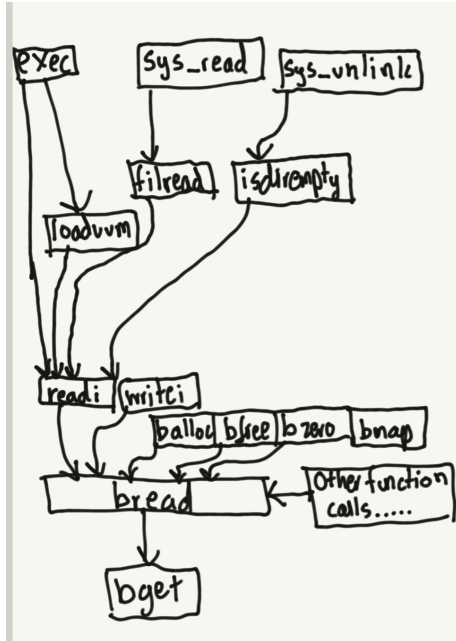 exec
sys_read
sys_unlink
filread
isdirempty
loaduvm
readi
writei
balloc
bfree
bzero
bmap
bread
Other function
calls.....
bget